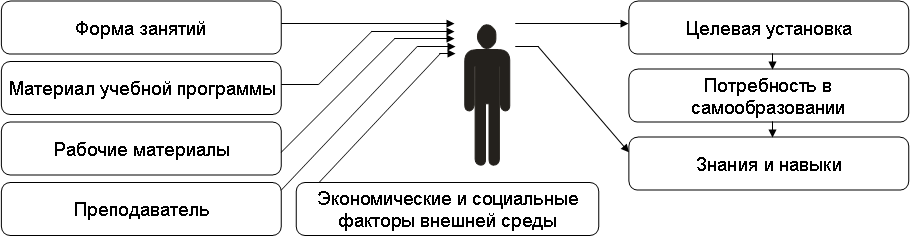 Форма занятий
Материал учебной программы
Рабочие материалы
Преподаватель
Экономические и социальные
факторы внешней среды
Целевая установка
Потребность в
самообразовании
Знания и навыки